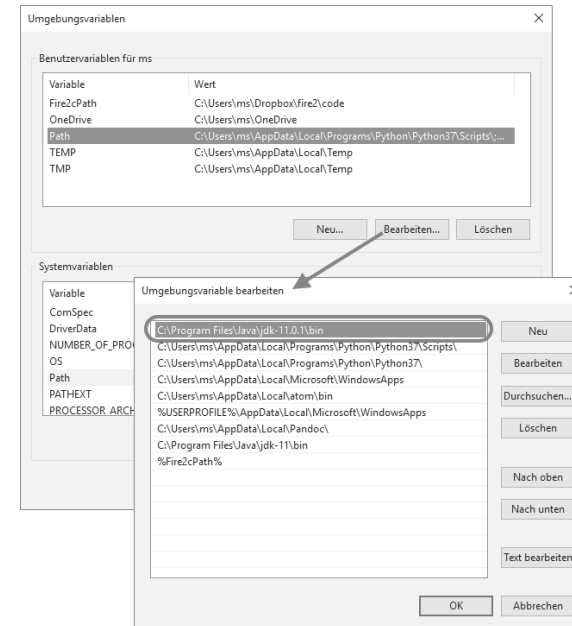 Umgebungsvariablen
Benutzervariablen für ms
Variable Wert
Fire2cPath C:\Users\ms\Dropbox\fire2\code
OneDrive C:\Users\ms\OneDrive
Path C:\Users\ms\AppData\Local\Programs\Python\Python37\Scripts\;...
TEMP C:\Users\ms\AppData\Local\Temp
TMP C:\Users\ms\AppData\Local\Temp
Neu... Bearbeiten... Löschen
Systemvariablen
Variable
ComSpec
DriverData
NUMBER_OF_PRO
OS
Path
PATHEXT
PROCESSOR_ARCH
Umgebungsvariable bearbeiten
C:\Program Files\Java\jdk-11.0.1\bin
C:\Users\ms\AppData\Local\Programs\Python\Python37\Scripts\
C:\Users\ms\AppData\Local\Programs\Python\Python37\
C:\Users\ms\AppData\Local\Microsoft\WindowsApps
C:\Users\ms\AppData\Local\atom\bin
%USERPROFILE%\AppData\Local\Microsoft\WindowsApps
C:\Users\ms\AppData\Local\Pandoc\
C:\Program Files\Java\jdk-11\bin
%Fire2cPath%
Neu
Bearbeiten
Durchsuchen...
Löschen
Nach oben
Nach unten
Text bearbeiten
OK Abbrechen